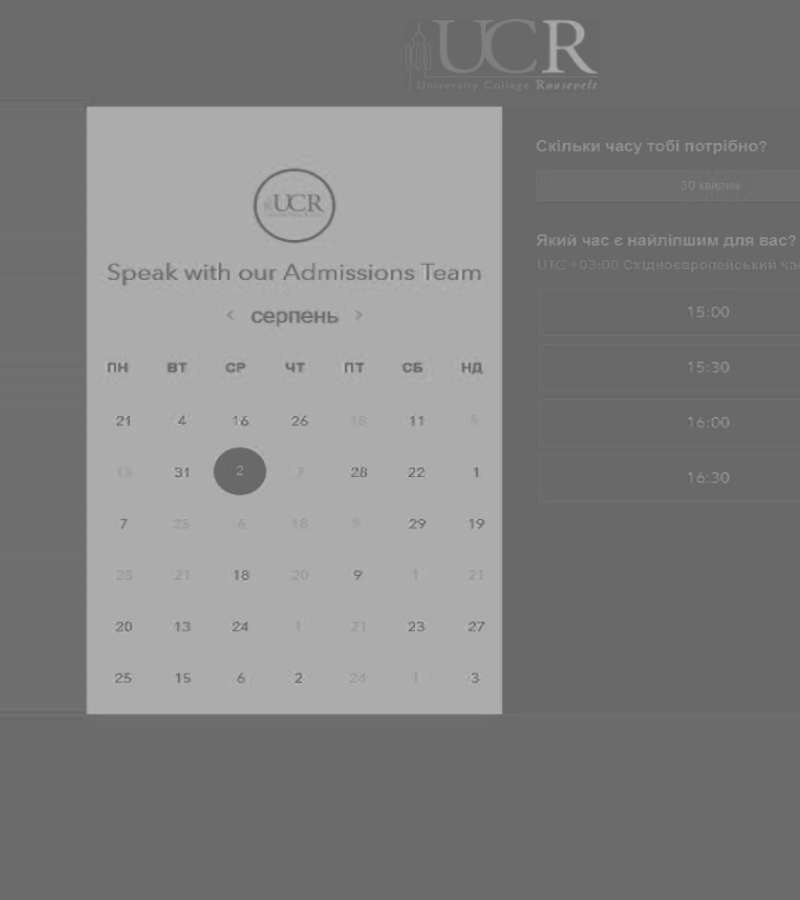 UCR
University College Roosevelt
UCR
Speak with our Admissions Team
< серпень >
ПН ВТ СР ЧТ ПТ СБ НД
21 4 16 26 18 11 5
13 31 2 7 28 22 1
7 25 6 18 5 29 19
28 21 18 20 9 1 21
20 13 24 1 21 23 27
25 15 6 2 24 1 3
Скільки часу тобі потрібно?
30 хвилин
Який час є найліпшим для вас?
UTC +03:00 Східноєвропейський
15:00
15:30
16:00
16:30